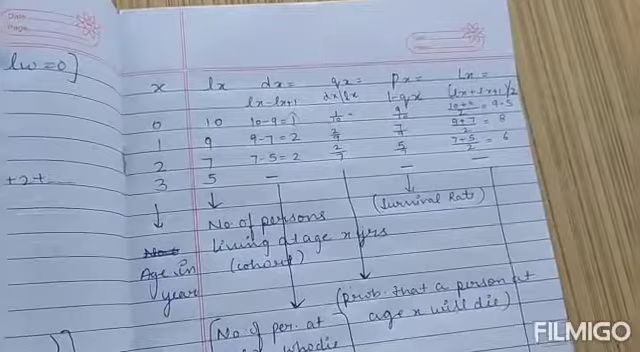 Date
Page
lw = 0]
x lx dx = qx = px = Lx =
lx-lx+1 dx/lx 1-qx (lx+lx+1)/2
0 10 10-9=1 1/10 9/10 10+9/2 = 9.5
1 9 9-7=2 2/9 7/9 9+7/2 = 8
2 7 7-5=2 2/7 5/7 7+5/2 = 6
+2+---- 3 5 - - -
(Survival Rate)
No. of persons
living at age x yrs
(cohort)
Age in
year
(prob. that a person at
age x will die)
[No of per. at
who die
FILMIGO